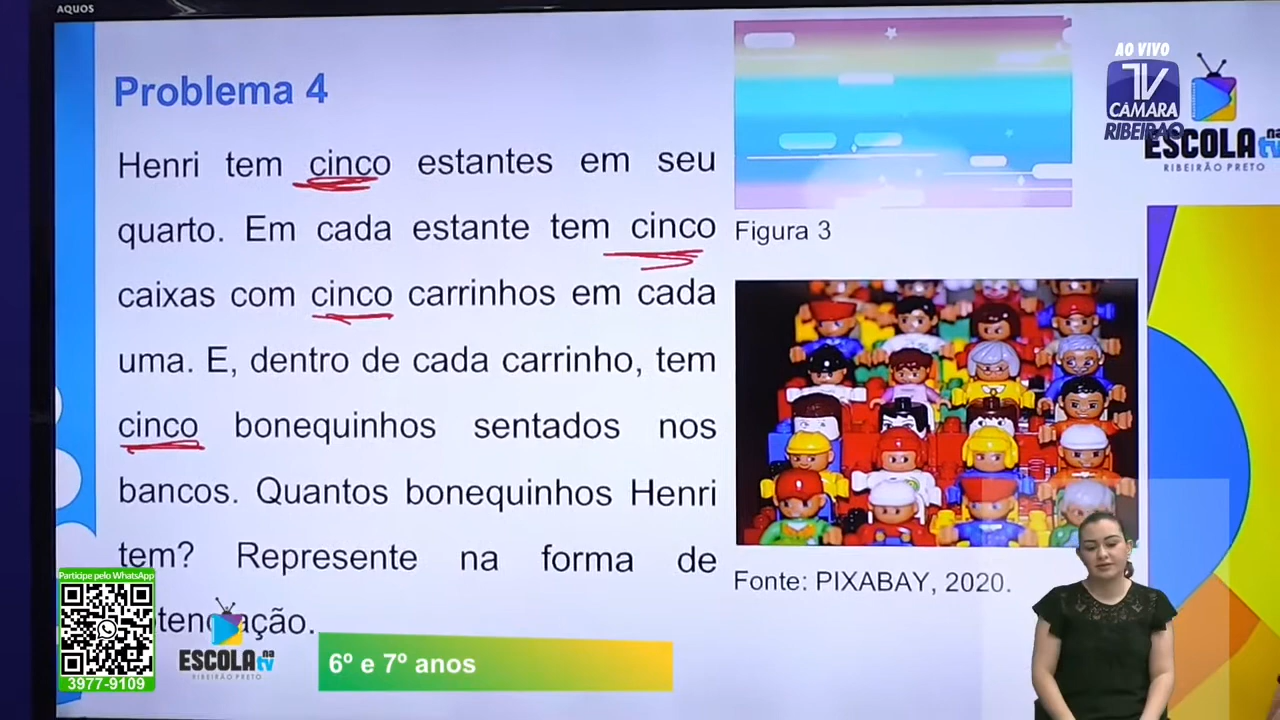 AQUOS
Problema 4
Henri tem cinco estantes em seu
quarto. Em cada estante tem cinco
caixas com cinco carrinhos em cada
uma. E, dentro de cada carrinho, tem
cinco bonequinhos sentados nos
bancos. Quantos bonequinhos Henri
tem? Represente na forma de
Figura 3
Fonte: PIXABAY, 2020.
AO VIVO
TV
CÂMARA
RIBEIRÃO
ESCOLA na tv
RIBEIRÃO PRETO
Participe pelo WhatsApp
3977-9109
ESCOLA na tv
RIBEIRÃO PRETO
6º e 7º anos